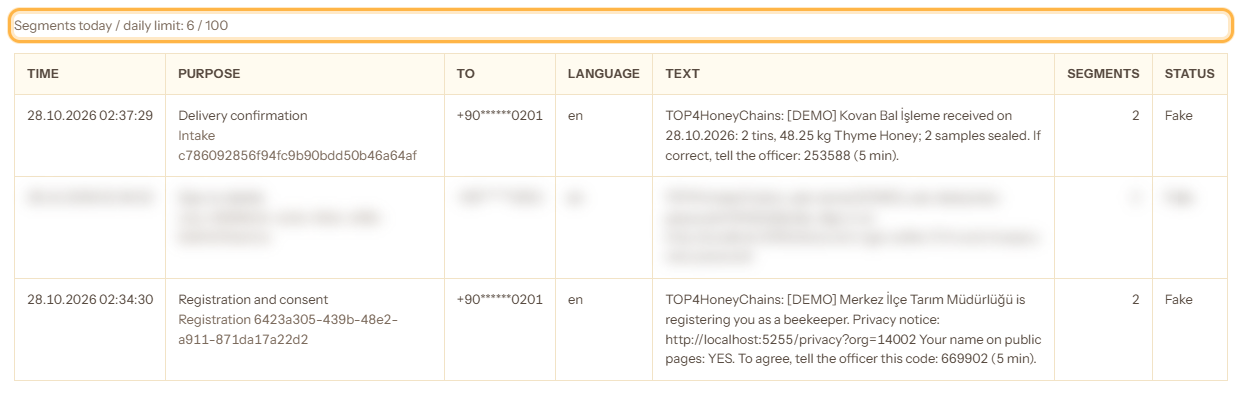 Segments today / daily limit: 6 / 100
TIME PURPOSE TO LANGUAGE TEXT SEGMENTS STATUS
28.10.2026 02:37:29
Delivery confirmation
Intake
c786092856f94fc9b90bdd50b46a64af
+90******0201
en
TOP4HoneyChains: [DEMO] Kovan Bal İşleme received on
28.10.2026: 2 tins, 48.25 kg Thyme Honey; 2 samples sealed. If
correct, tell the officer: 253588 (5 min).
2
Fake
28.10.2026 02:34:30
Registration and consent
Registration 6423a305-439b-48e2-
a911-871da17a22d2
+90******0201
en
TOP4HoneyChains: [DEMO] Merkez İlçe Tarım Müdürlüğü is
registering you as a beekeeper. Privacy notice:
http://localhost:5255/privacy?org=14002 Your name on public
pages: YES. To agree, tell the officer this code: 669902 (5 min).
2
Fake